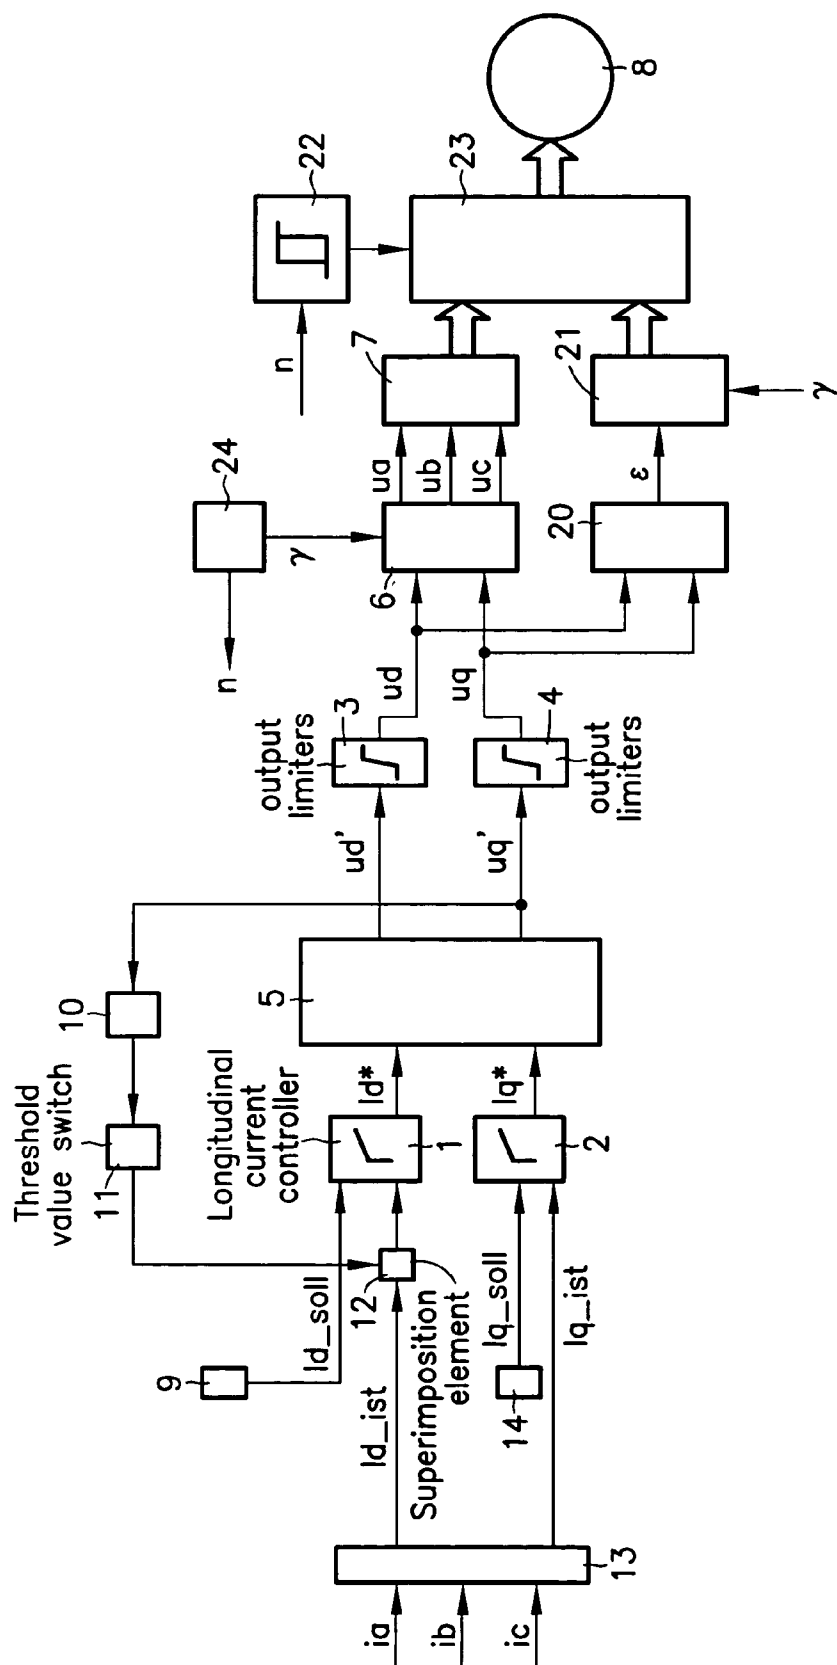 ia
ib
ic
13
Id_ist
Iq_ist
9
Id_soll
14
Iq_soll
12
Superimposition
element
Threshold
value switch
11
10
Longitudinal
current
controller
1
2
Id*
Iq*
5
ud'
uq'
output
limiters
3
output
limiters
4
ud
uq
n
24
γ
6
ua
ub
uc
7
20
ε
21
γ
n
22
23
8